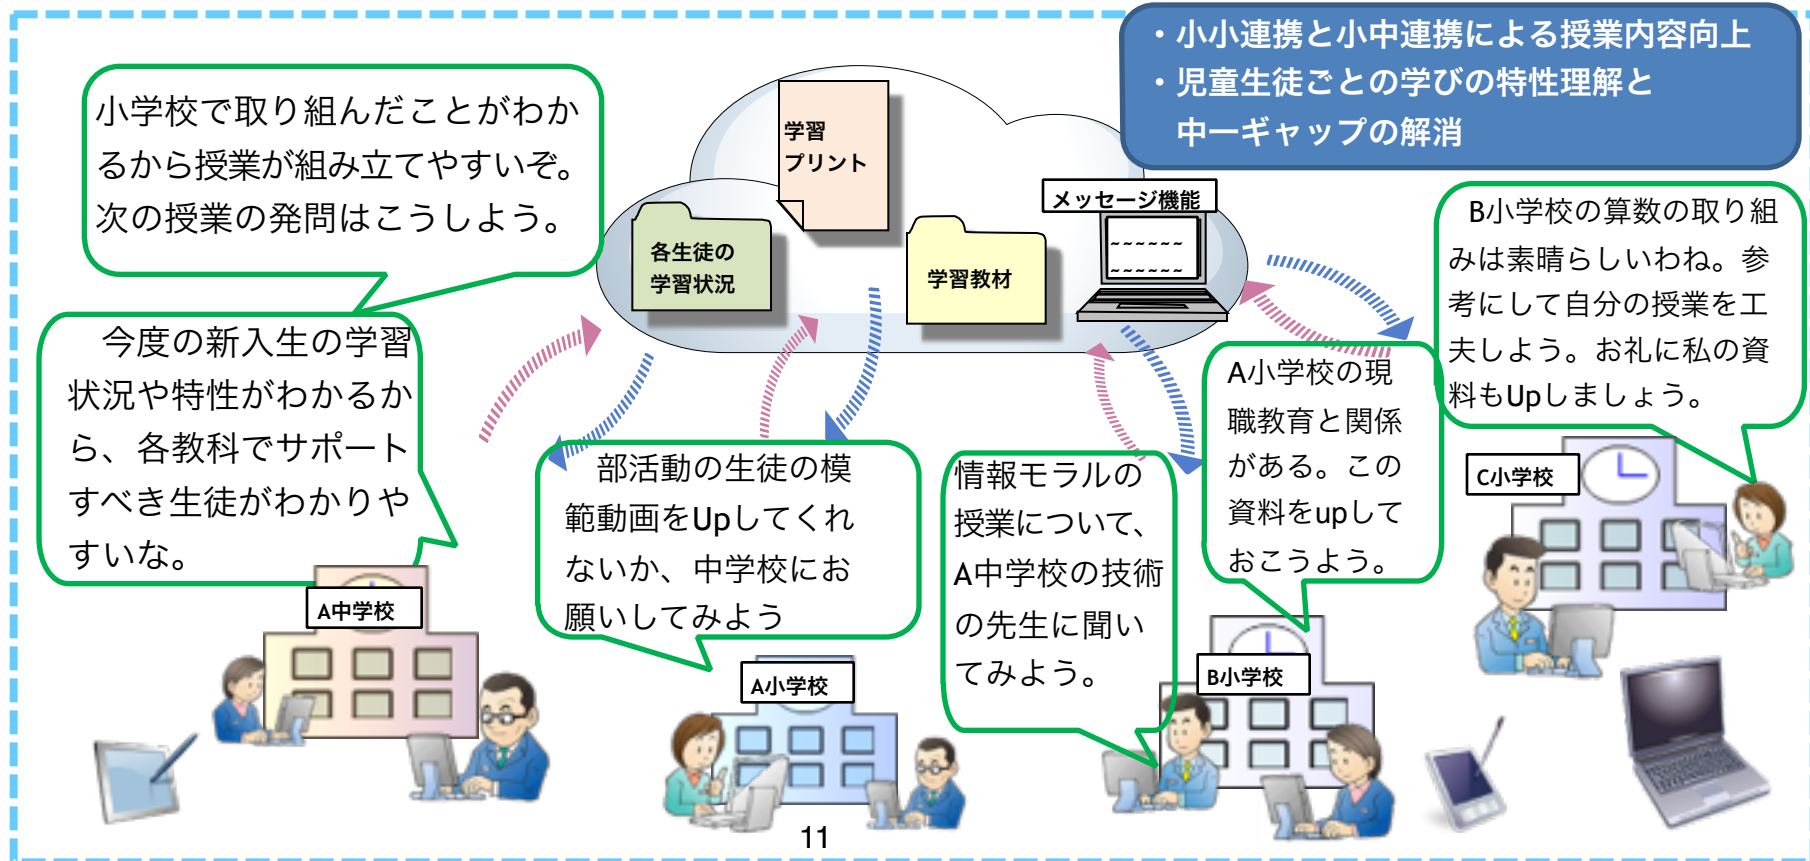 ・小小連携と小中連携による授業内容向上
・児童生徒ごとの学びの特性理解と
中一ギャップの解消
小学校で取り組んだことがわか
るから授業が組み立てやすいぞ。
次の授業の発問はこうしよう。
学習
プリント
メッセージ機能
~~~~~~
~~~~~~
各生徒の
学習状況
学習教材
B小学校の算数の取り組
みは素晴らしいわね。参
考にして自分の授業を工
夫しよう。お礼に私の資
料もUpしましょう。
今度の新入生の学習
状況や特性がわかるか
ら、各教科でサポート
すべき生徒がわかりや
すいな。
部活動の生徒の模
範動画をUpしてくれ
ないか、中学校にお
願いしてみよう
情報モラルの
授業について、
A中学校の技術
の先生に聞い
てみよう。
A小学校の現
職教育と関係
がある。この
資料をupして
おこうよう。
C小学校
A中学校
A小学校
B小学校
11